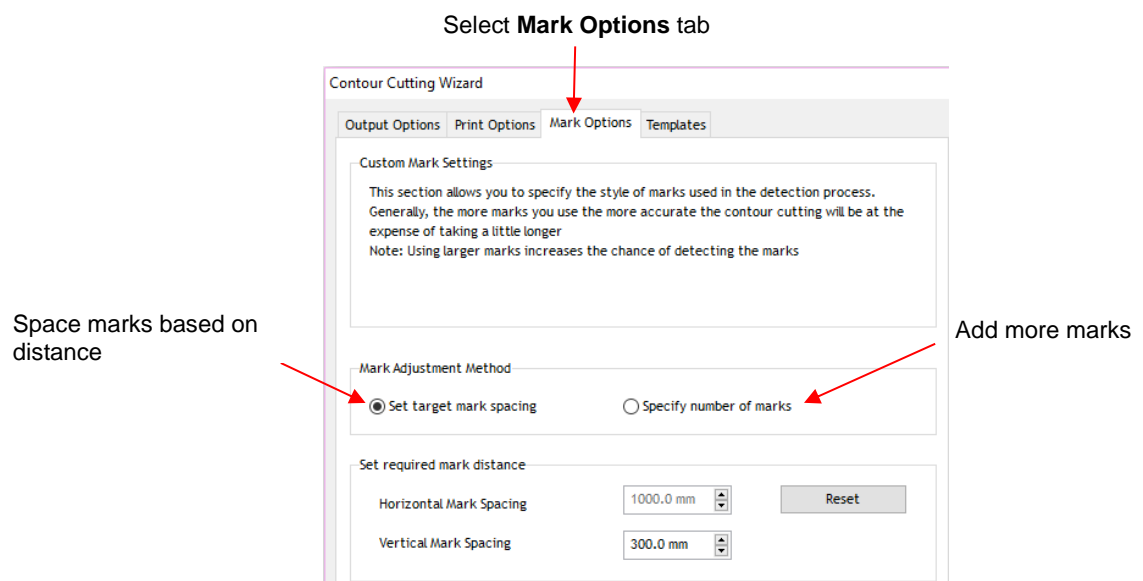 Select Mark Options tab
Contour Cutting Wizard
Output Options Print Options Mark Options Templates
Custom Mark Settings
This section allows you to specify the style of marks used in the detection process.
Generally, the more marks you use the more accurate the contour cutting will be at the
expense of taking a little longer
Note: Using larger marks increases the chance of detecting the marks
Space marks based on
distance
Add more marks
Mark Adjustment Method
Set target mark spacing Specify number of marks
Set required mark distance
Horizontal Mark Spacing 1000.0 mm Reset
Vertical Mark Spacing 300.0 mm